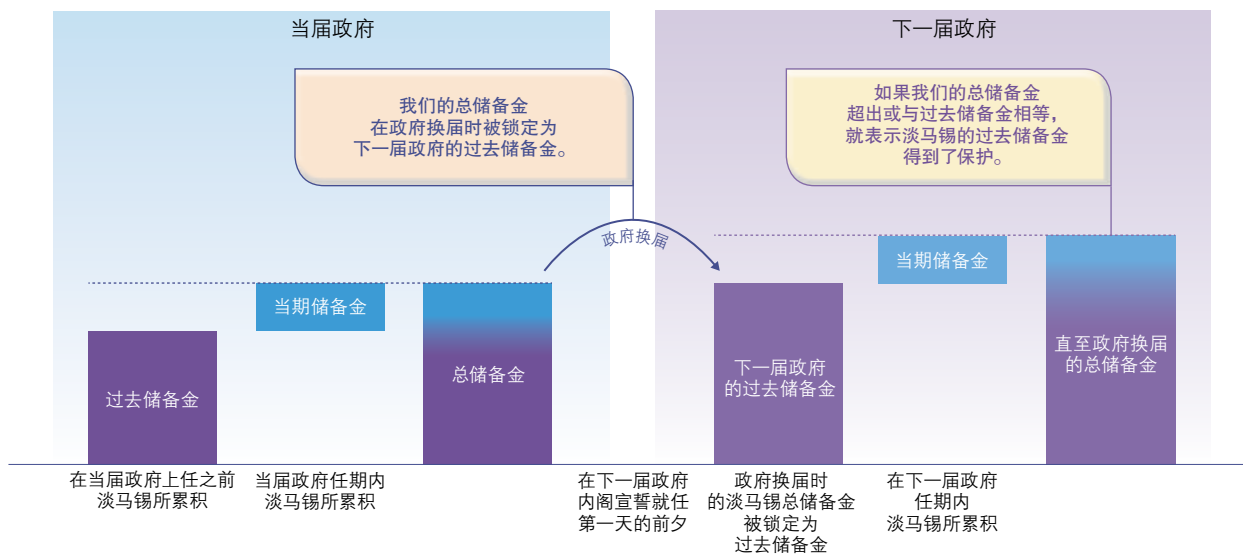 当届政府
我们的总储备金
在政府换届时被锁定为
下一届政府的过去储备金。
政府换届
当期储备金
过去储备金
总储备金
在当届政府上任之前
淡马锡所累积
当届政府任期内
淡马锡所累积
在下一届政府
内阁宣誓就任
第一天的前夕
下一届政府
如果我们的总储备金
超出或与过去储备金相等，
就表示淡马锡的过去储备金
得到了保护。
当期储备金
下一届政府
的过去储备金
直至政府换届
的总储备金
政府换届时
的淡马锡总储备金
被锁定为
过去储备金
在下一届政府
任期内
淡马锡所累积